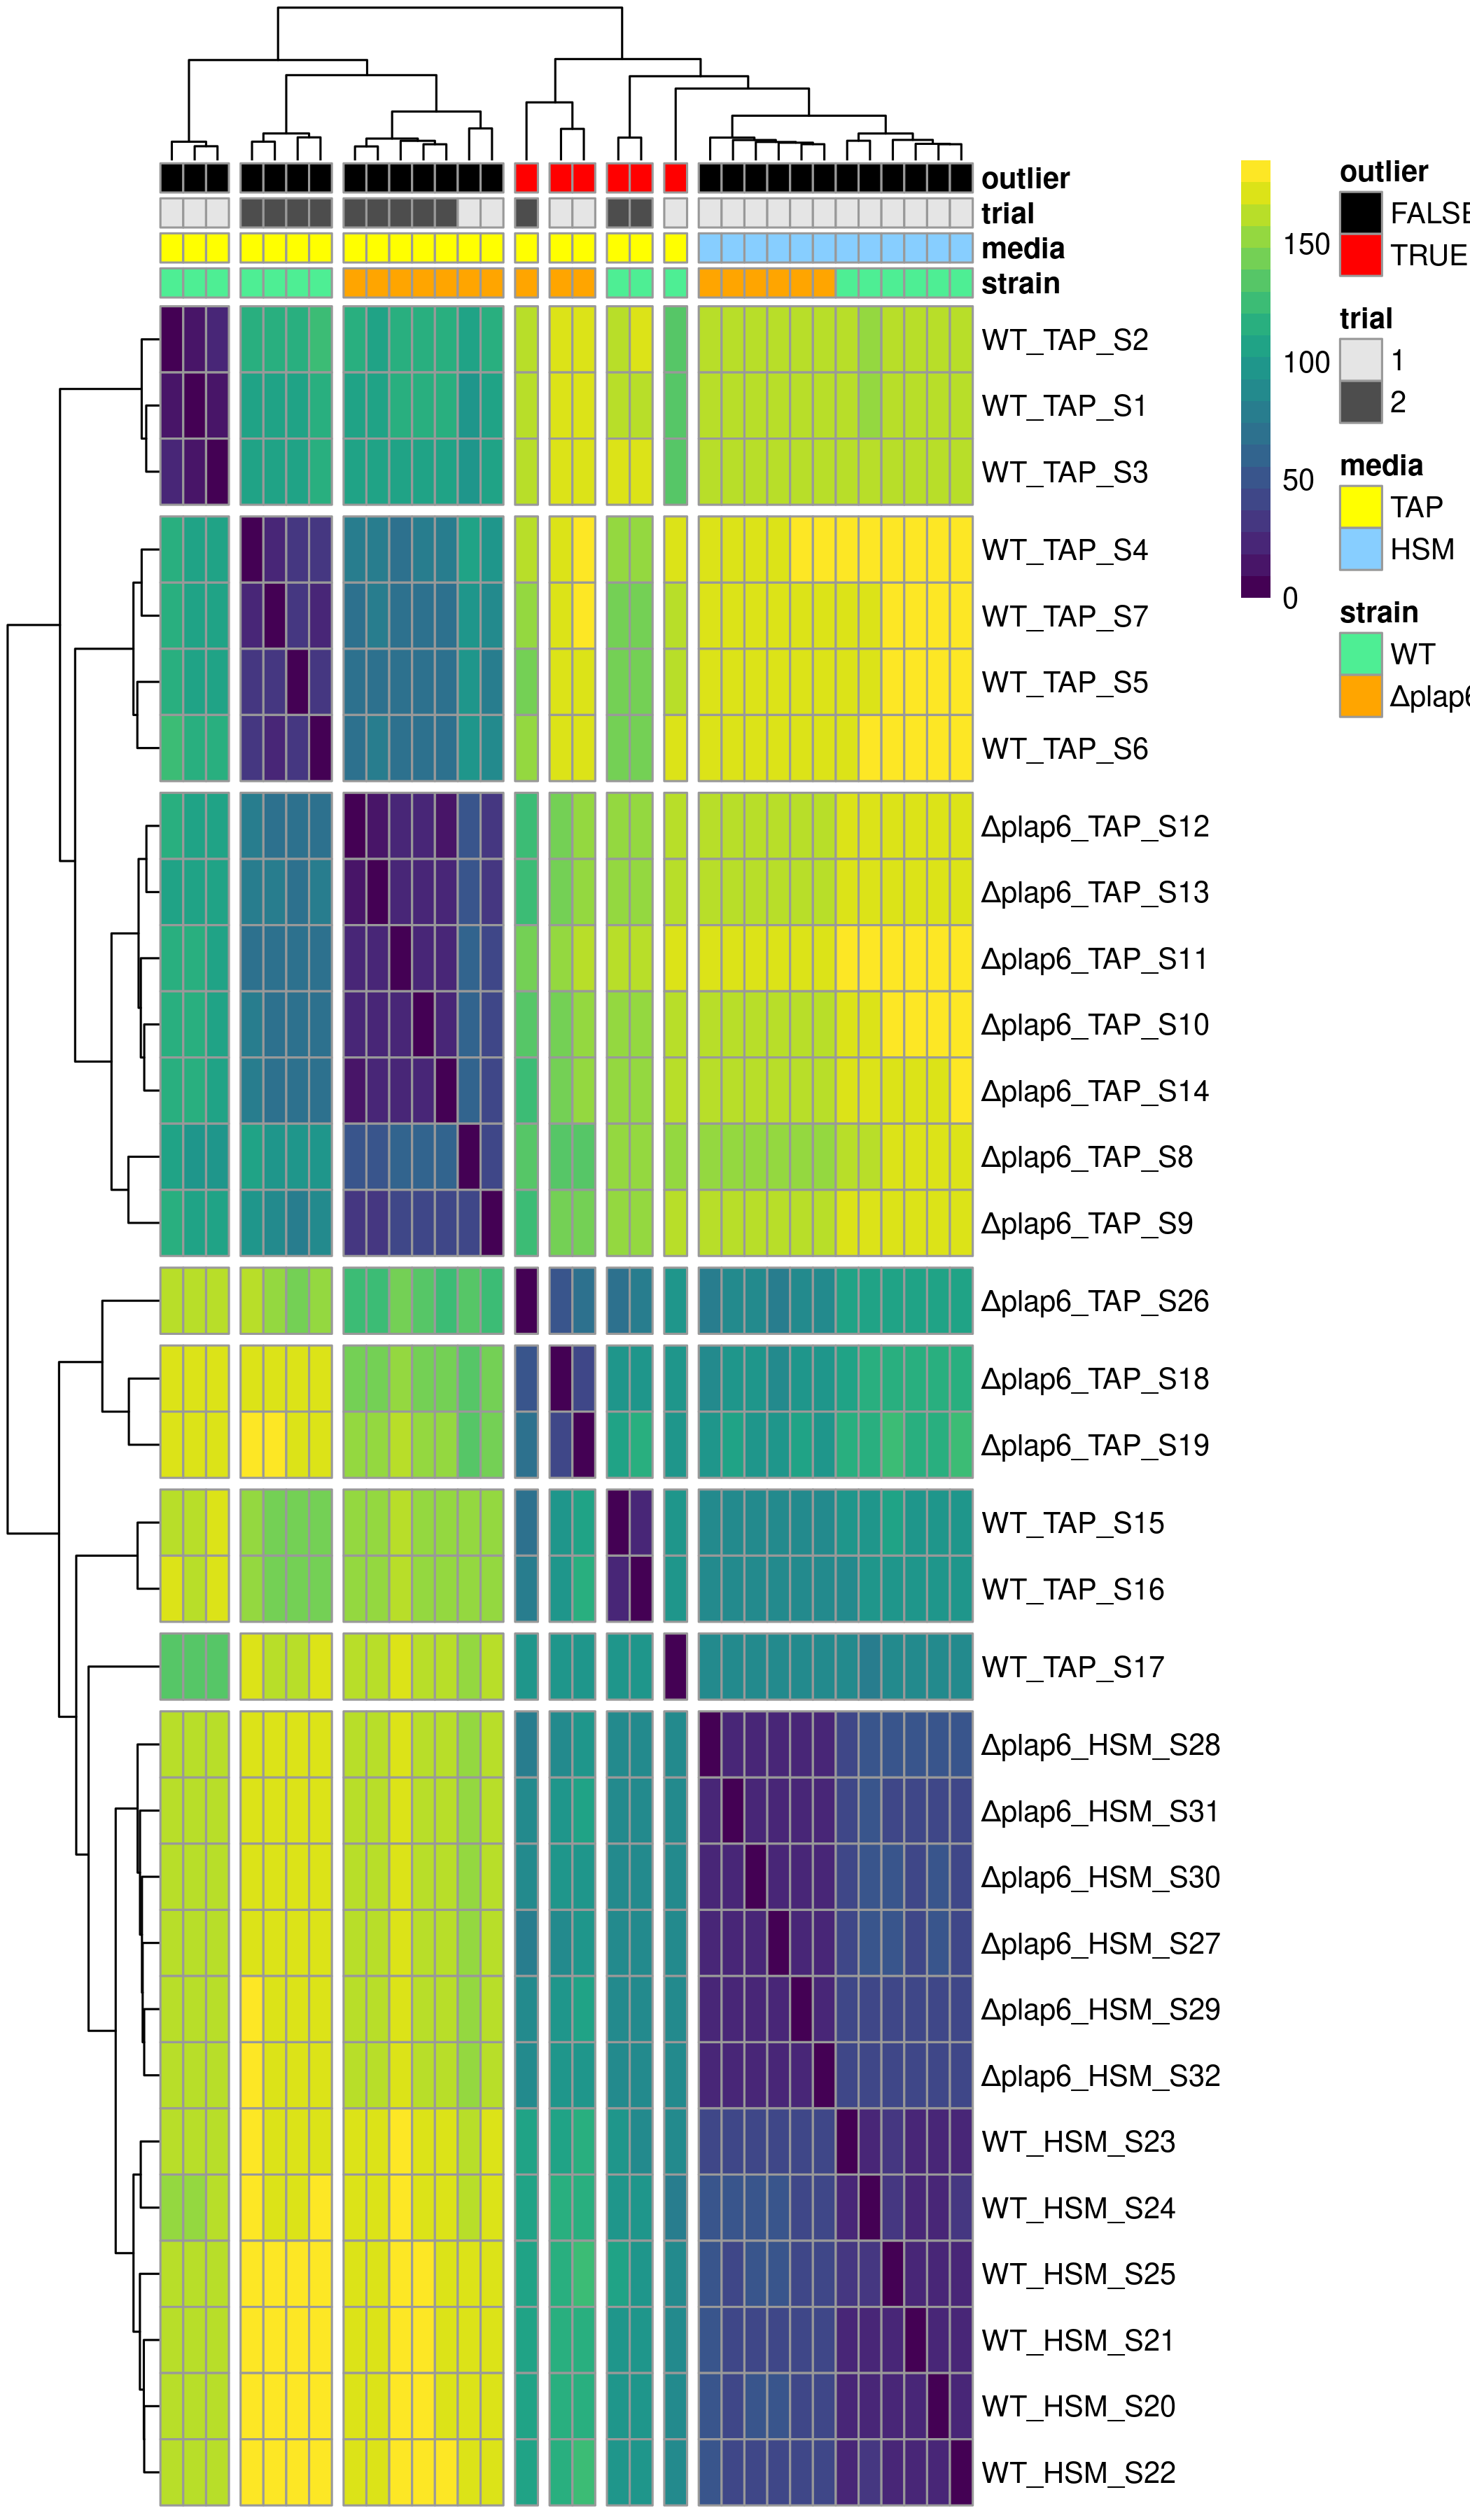 outlier
trial
media
strain
WT_TAP_S2
WT_TAP_S1
WT_TAP_S3
WT_TAP_S4
WT_TAP_S7
WT_TAP_S5
WT_TAP_S6
Δplap6_TAP_S12
Δplap6_TAP_S13
Δplap6_TAP_S11
Δplap6_TAP_S10
Δplap6_TAP_S14
Δplap6_TAP_S8
Δplap6_TAP_S9
Δplap6_TAP_S26
Δplap6_TAP_S18
Δplap6_TAP_S19
WT_TAP_S15
WT_TAP_S16
WT_TAP_S17
Δplap6_HSM_S28
Δplap6_HSM_S31
Δplap6_HSM_S30
Δplap6_HSM_S27
Δplap6_HSM_S29
Δplap6_HSM_S32
WT_HSM_S23
WT_HSM_S24
WT_HSM_S25
WT_HSM_S21
WT_HSM_S20
WT_HSM_S22
150
100
50
0
outlier
FALSE
TRUE
trial
1
2
media
TAP
HSM
strain
WT
Δplap6